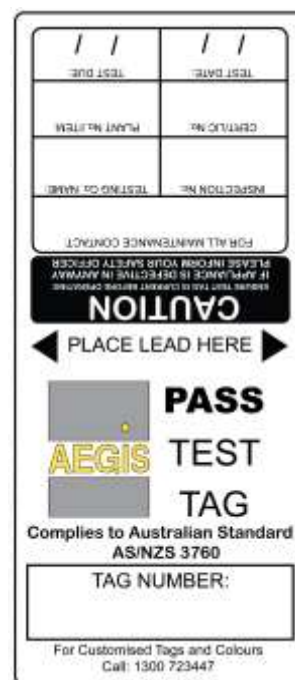 CAUTION
ENSURE TEST TAG IS CURRENT BEFORE OPERATING
IF APPLIANCE IS DEFECTIVE IN ANYWAY
PLEASE INFORM YOUR SAFETY OFFICER
FOR ALL MAINTENANCE CONTACT:
INSPECTION No: TESTING Co. NAME:
CERT/LIC No: PLANT No./ITEM:
TEST DATE: TEST DUE:
/ / / /
PLACE LEAD HERE
AEGIS
PASS
TEST
TAG
Complies to Australian Standard
AS/NZS 3760
TAG NUMBER:
For Customised Tags and Colours
Call: 1300 723447